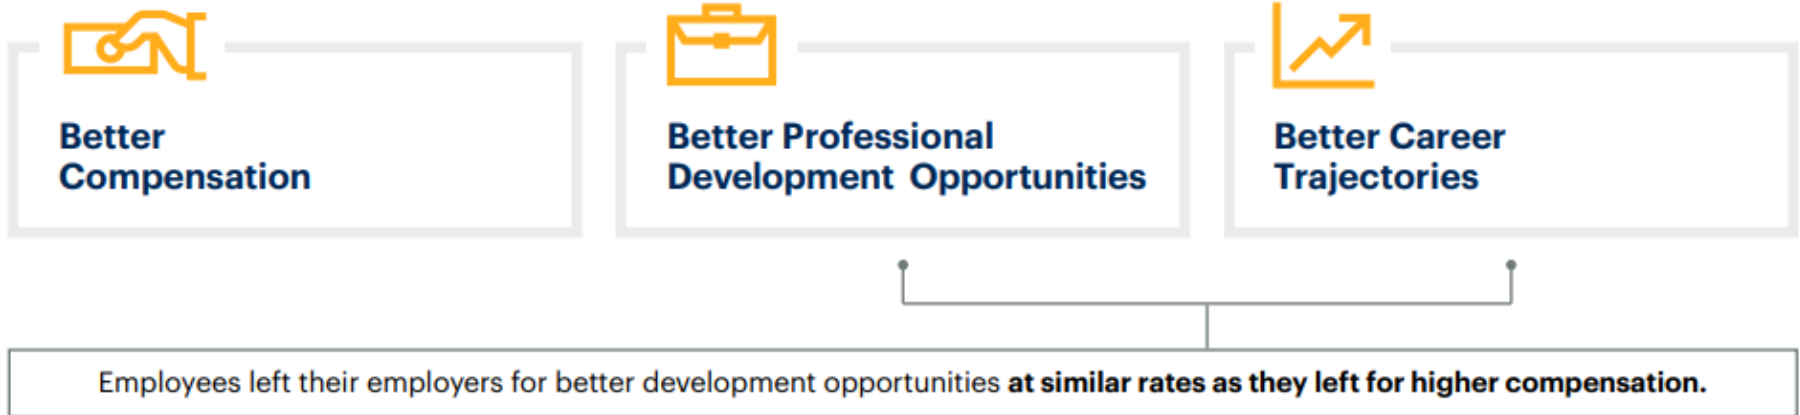 Better
Compensation
Better Professional
Development Opportunities
Better Career
Trajectories
Employees left their employers for better development opportunities at similar rates as they left for higher compensation.